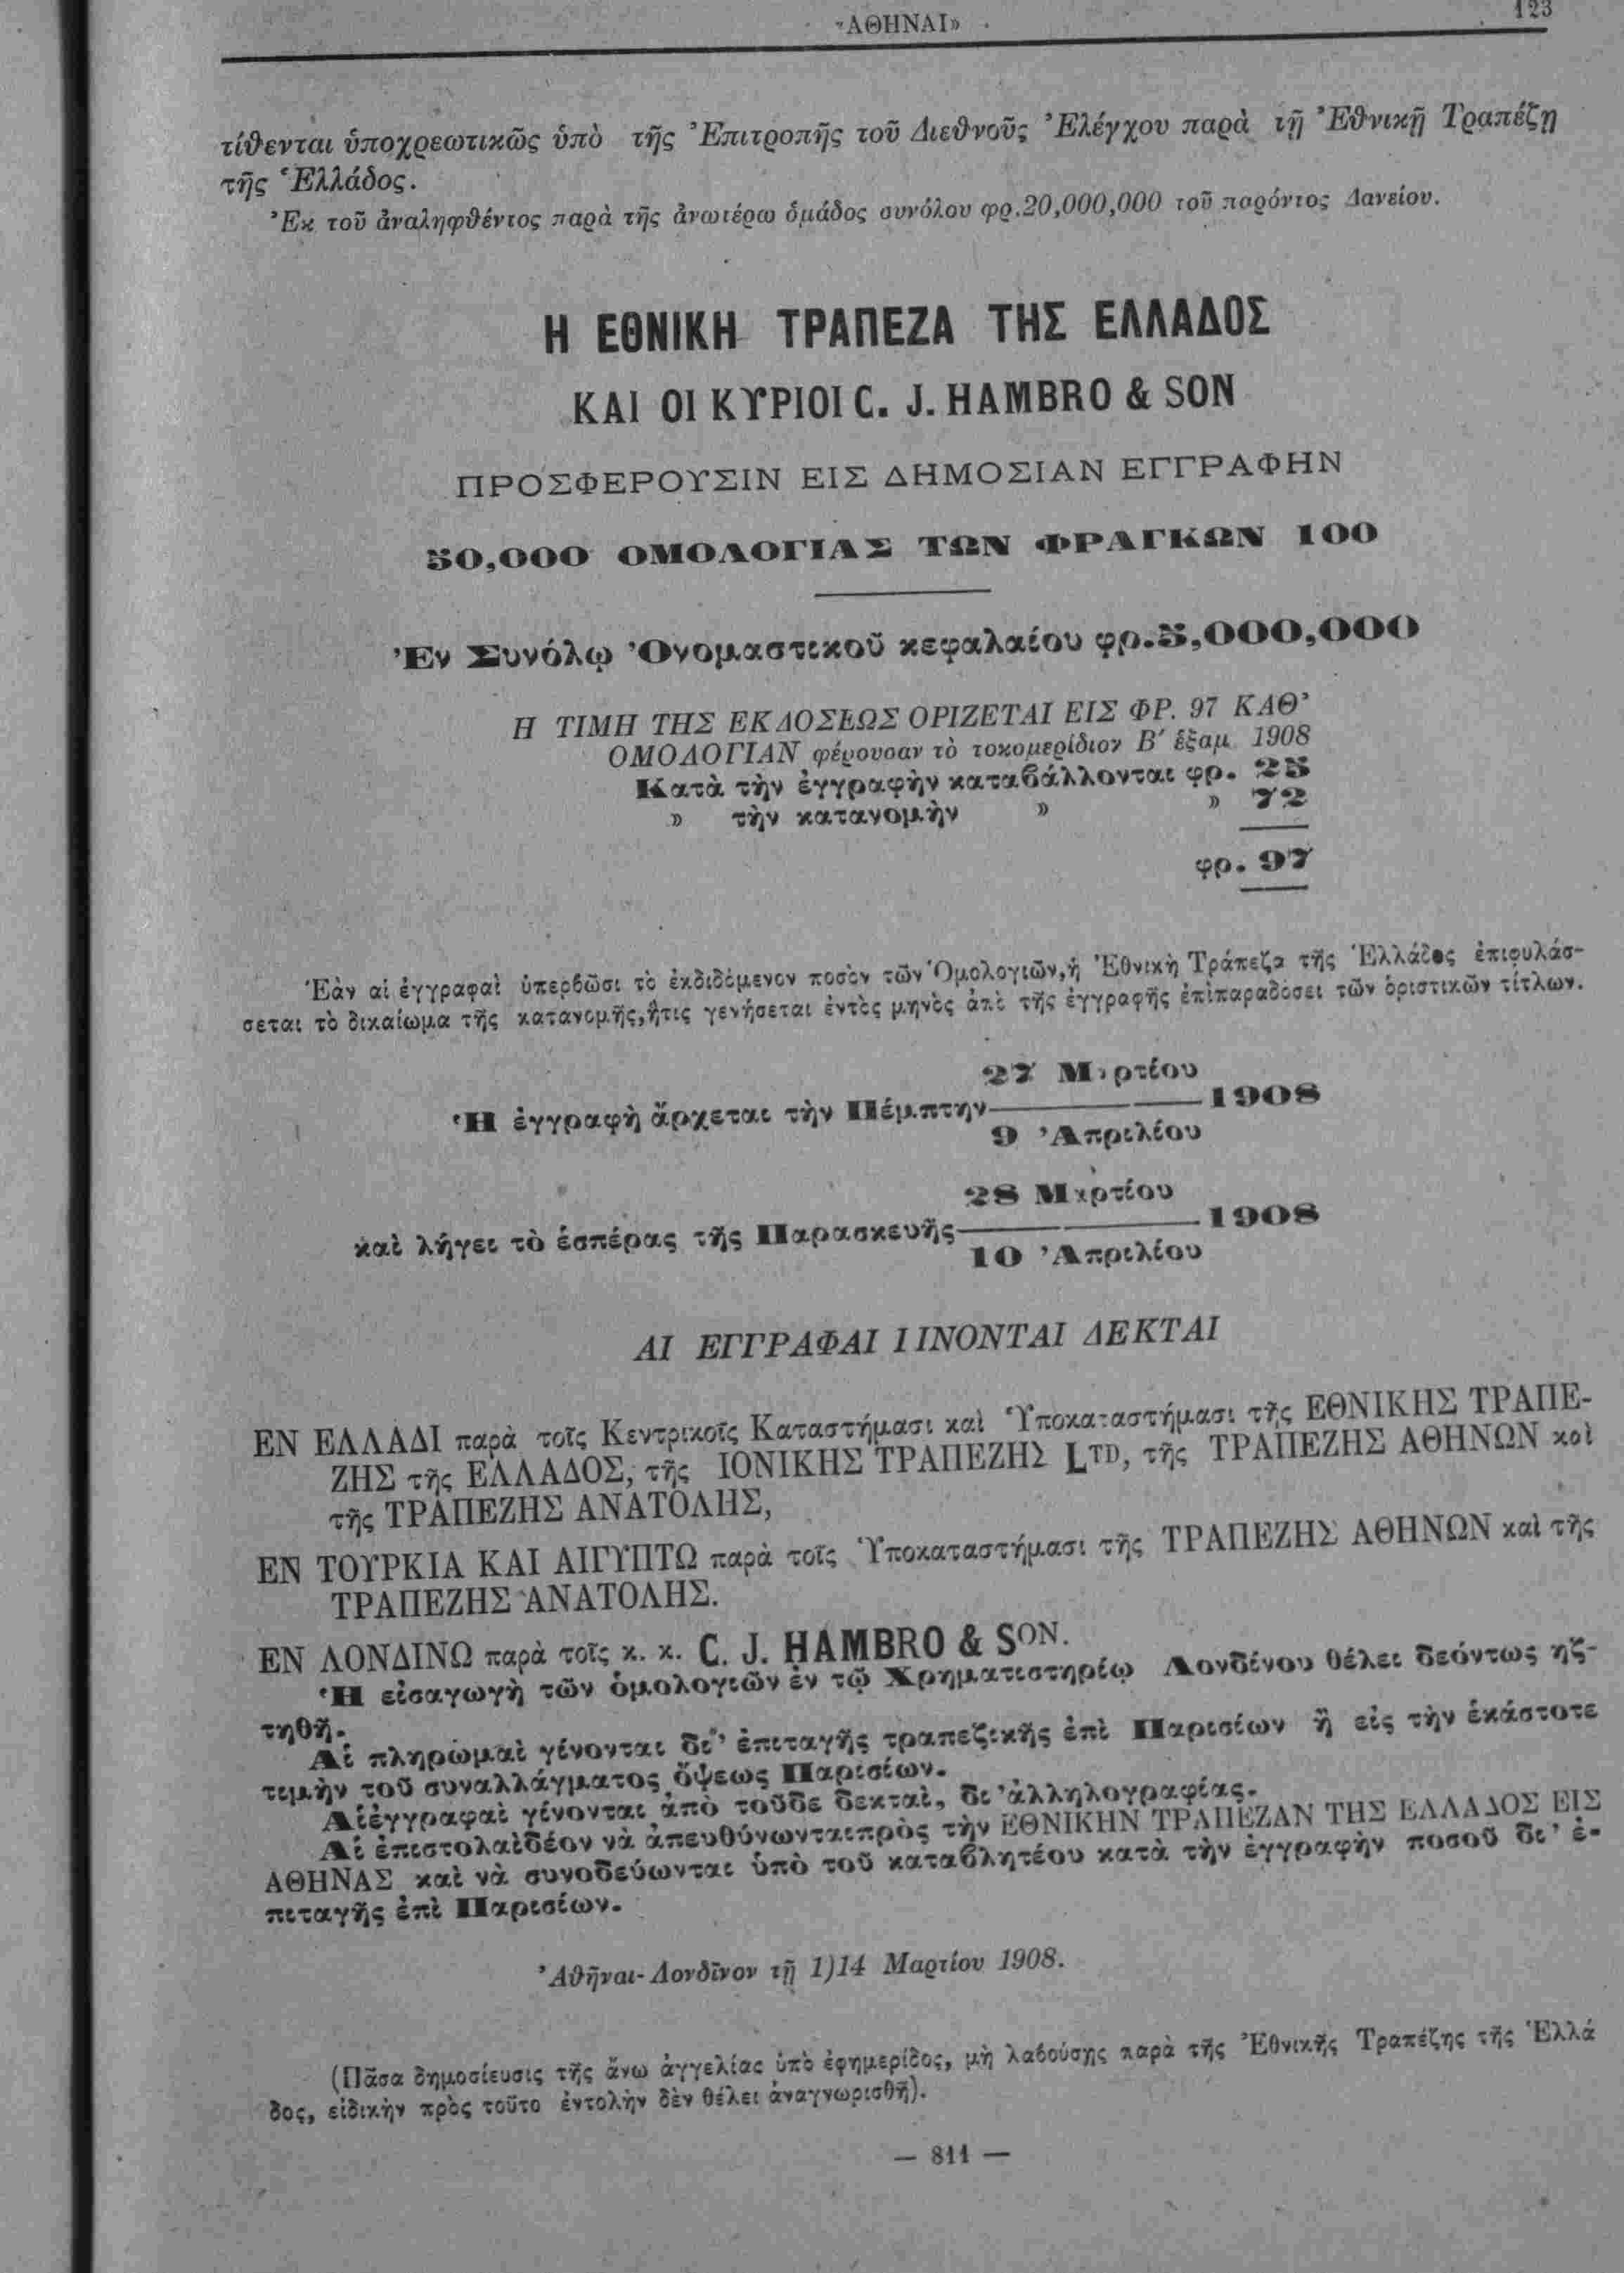 «ΑΘΗΝΑΙ»
123
τίθενται ὑποχρεωτικῶς ὑπὸ τῆς Ἐπιτροπῆς τοῦ Διεθνοῦς Ἐλέγχου παρὰ τῇ Ἐθνικῇ Τραπέζῃ
τῆς Ἑλλάδος.
Ἐκ τοῦ ἀναληφθέντος παρὰ τῆς ἀνωτέρω ὁμάδος συνόλου φρ.20,000,000 τοῦ παρόντος Δανείου.
Η ΕΘΝΙΚΗ ΤΡΑΠΕΖΑ ΤΗΣ ΕΛΛΑΔΟΣ
ΚΑΙ ΟΙ ΚΥΡΙΟΙ C. J. HAMBRO & SON
ΠΡΟΣΦΕΡΟΥΣΙΝ ΕΙΣ ΔΗΜΟΣΙΑΝ ΕΓΓΡΑΦΗΝ
50,000 ΟΜΟΛΟΓΙΑΣ ΤΩΝ ΦΡΑΓΚΩΝ 100
Ἐν Συνόλῳ Ὀνομαστικοῦ κεφαλαίου φρ.5,000,000
Η ΤΙΜΗ ΤΗΣ ΕΚΔΟΣΕΩΣ ΟΡΙΖΕΤΑΙ ΕΙΣ ΦΡ. 97 ΚΑΘ’
ΟΜΟΛΟΓΙΑΝ φέρουσαν τὸ τοκομερίδιον Β′ ἑξαμ. 1908
Κατὰ τὴν ἐγγραφὴν καταβάλλονται φρ. 25
» τὴν κατανομὴν » » 72
φρ. 97
Ἐὰν αἱ ἐγγραφαὶ ὑπερβῶσι τὸ ἐκδιδόμενον ποσὸν τῶν Ὁμολογιῶν, ἡ Ἐθνικὴ Τράπεζα τῆς Ἑλλάδος ἐπιφυλάσ-
σεται τὸ δικαίωμα τῆς κατανομῆς, ἥτις γενήσεται ἐντὸς μηνὸς ἀπὸ τῆς ἐγγραφῆς ἐπὶπαραδόσει τῶν ὁριστικῶν τίτλων.
27 Μαρτίου
Ἡ ἐγγραφὴ ἄρχεται τὴν Πέμπτην 1908
9 Ἀπριλίου
28 Μαρτίου
καὶ λήγει τὸ ἑσπέρας τῆς Παρασκευῆς 1908
10 Ἀπριλίου
ΑΙ ΕΓΓΡΑΦΑΙ ΓΙΝΟΝΤΑΙ ΔΕΚΤΑΙ
ΕΝ ΕΛΛΑΔΙ παρὰ τοῖς Κεντρικοῖς Καταστήμασι καὶ Ὑποκαταστήμασι τῆς ΕΘΝΙΚΗΣ ΤΡΑΠΕ-
ΖΗΣ τῆς ΕΛΛΑΔΟΣ, τῆς ΙΟΝΙΚΗΣ ΤΡΑΠΕΖΗΣ LTD, τῆς ΤΡΑΠΕΖΗΣ ΑΘΗΝΩΝ καὶ
τῆς ΤΡΑΠΕΖΗΣ ΑΝΑΤΟΛΗΣ,
ΕΝ ΤΟΥΡΚΙΑ ΚΑΙ ΑΙΓΥΠΤΩ παρὰ τοῖς Ὑποκαταστήμασι τῆς ΤΡΑΠΕΖΗΣ ΑΘΗΝΩΝ καὶ τῆς
ΤΡΑΠΕΖΗΣ ΑΝΑΤΟΛΗΣ.
ΕΝ ΛΟΝΔΙΝΩ παρὰ τοῖς κ. κ. C. J. HAMBRO & SON.
Ἡ εἰσαγωγὴ τῶν ὁμολογιῶν ἐν τῷ Χρηματιστηρίῳ Λονδίνου θέλει δεόντως ηζ-
τηθῆ.
Αἱ πληρωμαὶ γίνονται δι’ ἐπιταγῆς τραπεζικῆς ἐπὶ Παρισίων ἢ εἰς τὴν ἑκάστοτε
τιμὴν τοῦ συναλλάγματος ὄψεως Παρισίων.
Αἱἐγγραφαὶ γίνονται ἀπὸ τοῦδε δεκταὶ, δι’ἀλληλογραφίας.
Αἱ ἐπιστολαὶδέον νὰ ἀπευθύνωνταιπρὸς τὴν ΕΘΝΙΚΗΝ ΤΡΑΠΕΖΑΝ ΤΗΣ ΕΛΛΑΔΟΣ ΕΙΣ
ΑΘΗΝΑΣ καὶ νὰ συνοδεύωνται ὑπὸ τοῦ καταβλητέου κατὰ τὴν ἐγγραφὴν ποσοῦ δι’ ἐ-
πιταγῆς ἐπὶ Παρισίων.
Ἀθῆναι-Λονδῖνον τῇ 1)14 Μαρτίου 1908.
(Πᾶσα δημοσίευσις τῆς ἄνω ἀγγελίας ὑπὸ ἐφημερίδος, μὴ λαβούσης παρὰ τῆς Ἐθνικῆς Τραπέζης τῆς Ἑλλά
δος, εἰδικὴν πρὸς τοῦτο ἐντολὴν δὲν θέλει ἀναγνωρισθῆ).
— 811 —